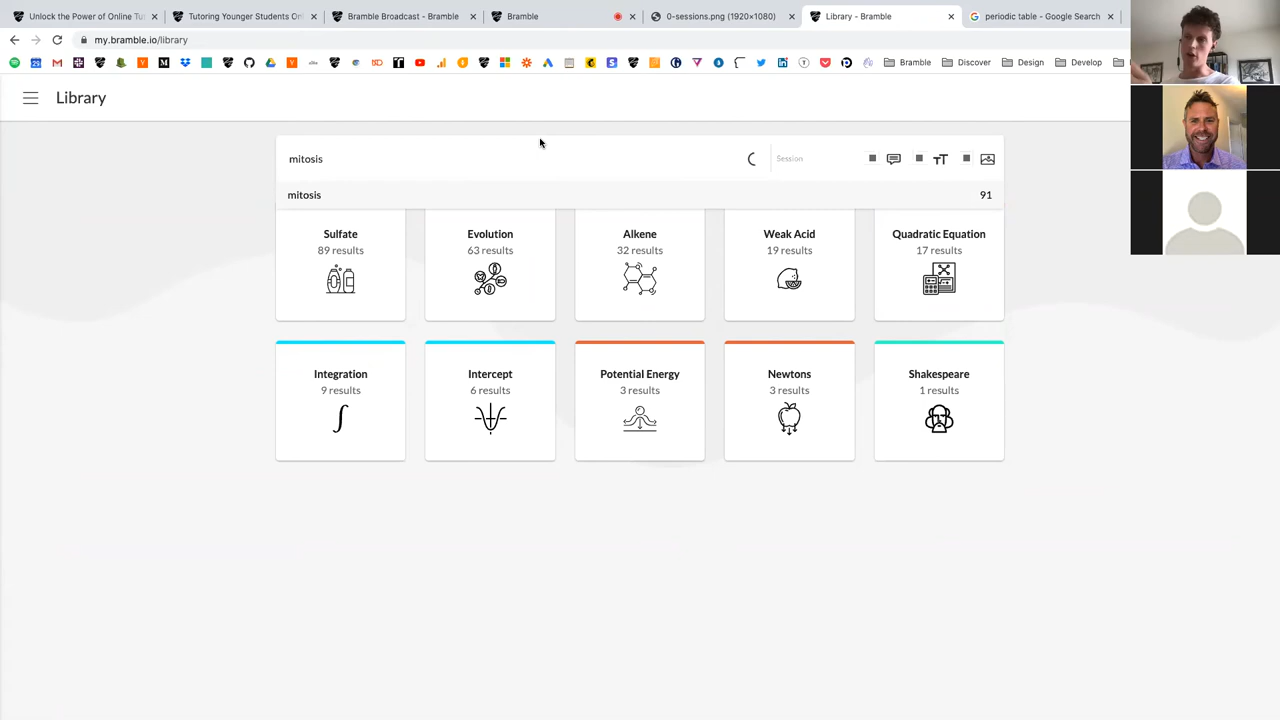 Unlock the Power of Online Tu
Tutoring Younger Students Onl
Bramble Broadcast - Bramble
Bramble
0-sessions.png (1920×1080)
Library - Bramble
periodic table - Google Search
my.bramble.io/library
Bramble
Discover
Design
Develop
Library
mitosis
Session
mitosis
91
Sulfate
89 results
Evolution
63 results
Alkene
32 results
Weak Acid
19 results
Quadratic Equation
17 results
Integration
9 results
Intercept
6 results
Potential Energy
3 results
Newtons
3 results
Shakespeare
1 results